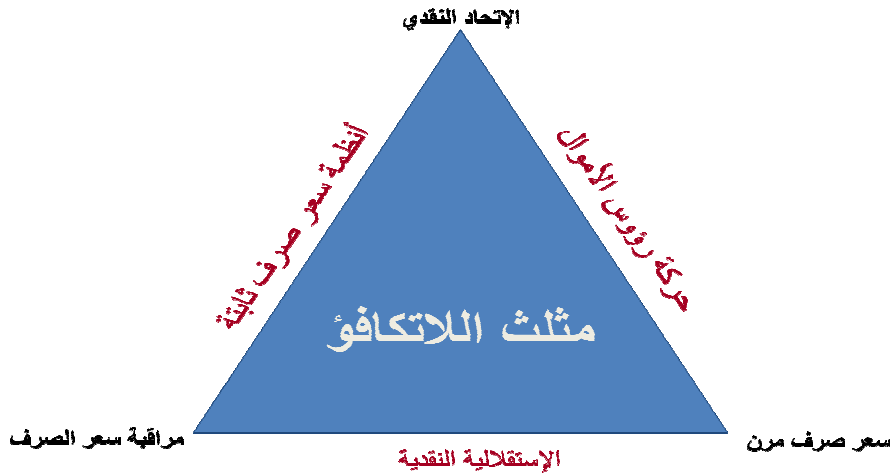 الإتحاد النقدي
أنظمة سعر صرف ثابتة
حركة رؤوس الأموال
مثلث اللاتكافؤ
سعر صرف مرن
مراقبة سعر الصرف
الإستقلالية النقدية